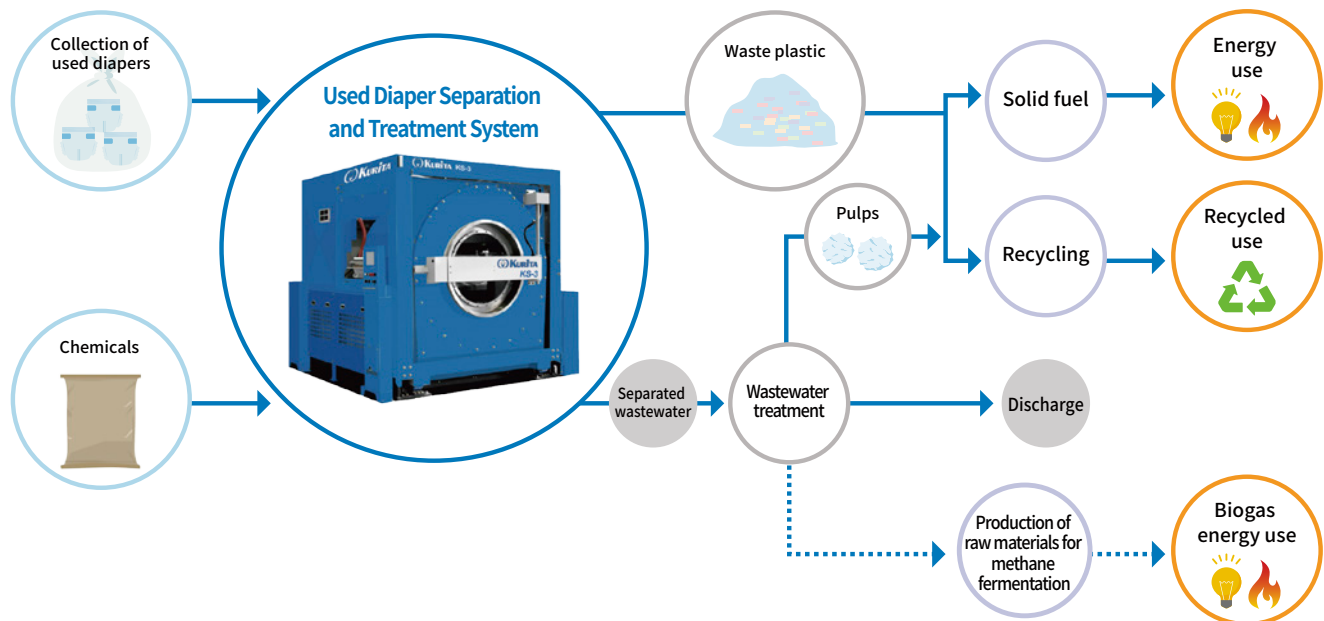 Collection of
used diapers
Used Diaper Separation
and Treatment System
KURITA
KURITA KS-3
KURITA
KS-3
Chemicals
Waste plastic
Solid fuel
Energy
use
Pulps
Recycling
Recycled
use
Separated
wastewater
Wastewater
treatment
Discharge
Production of
raw materials for
methane
fermentation
Biogas
energy use